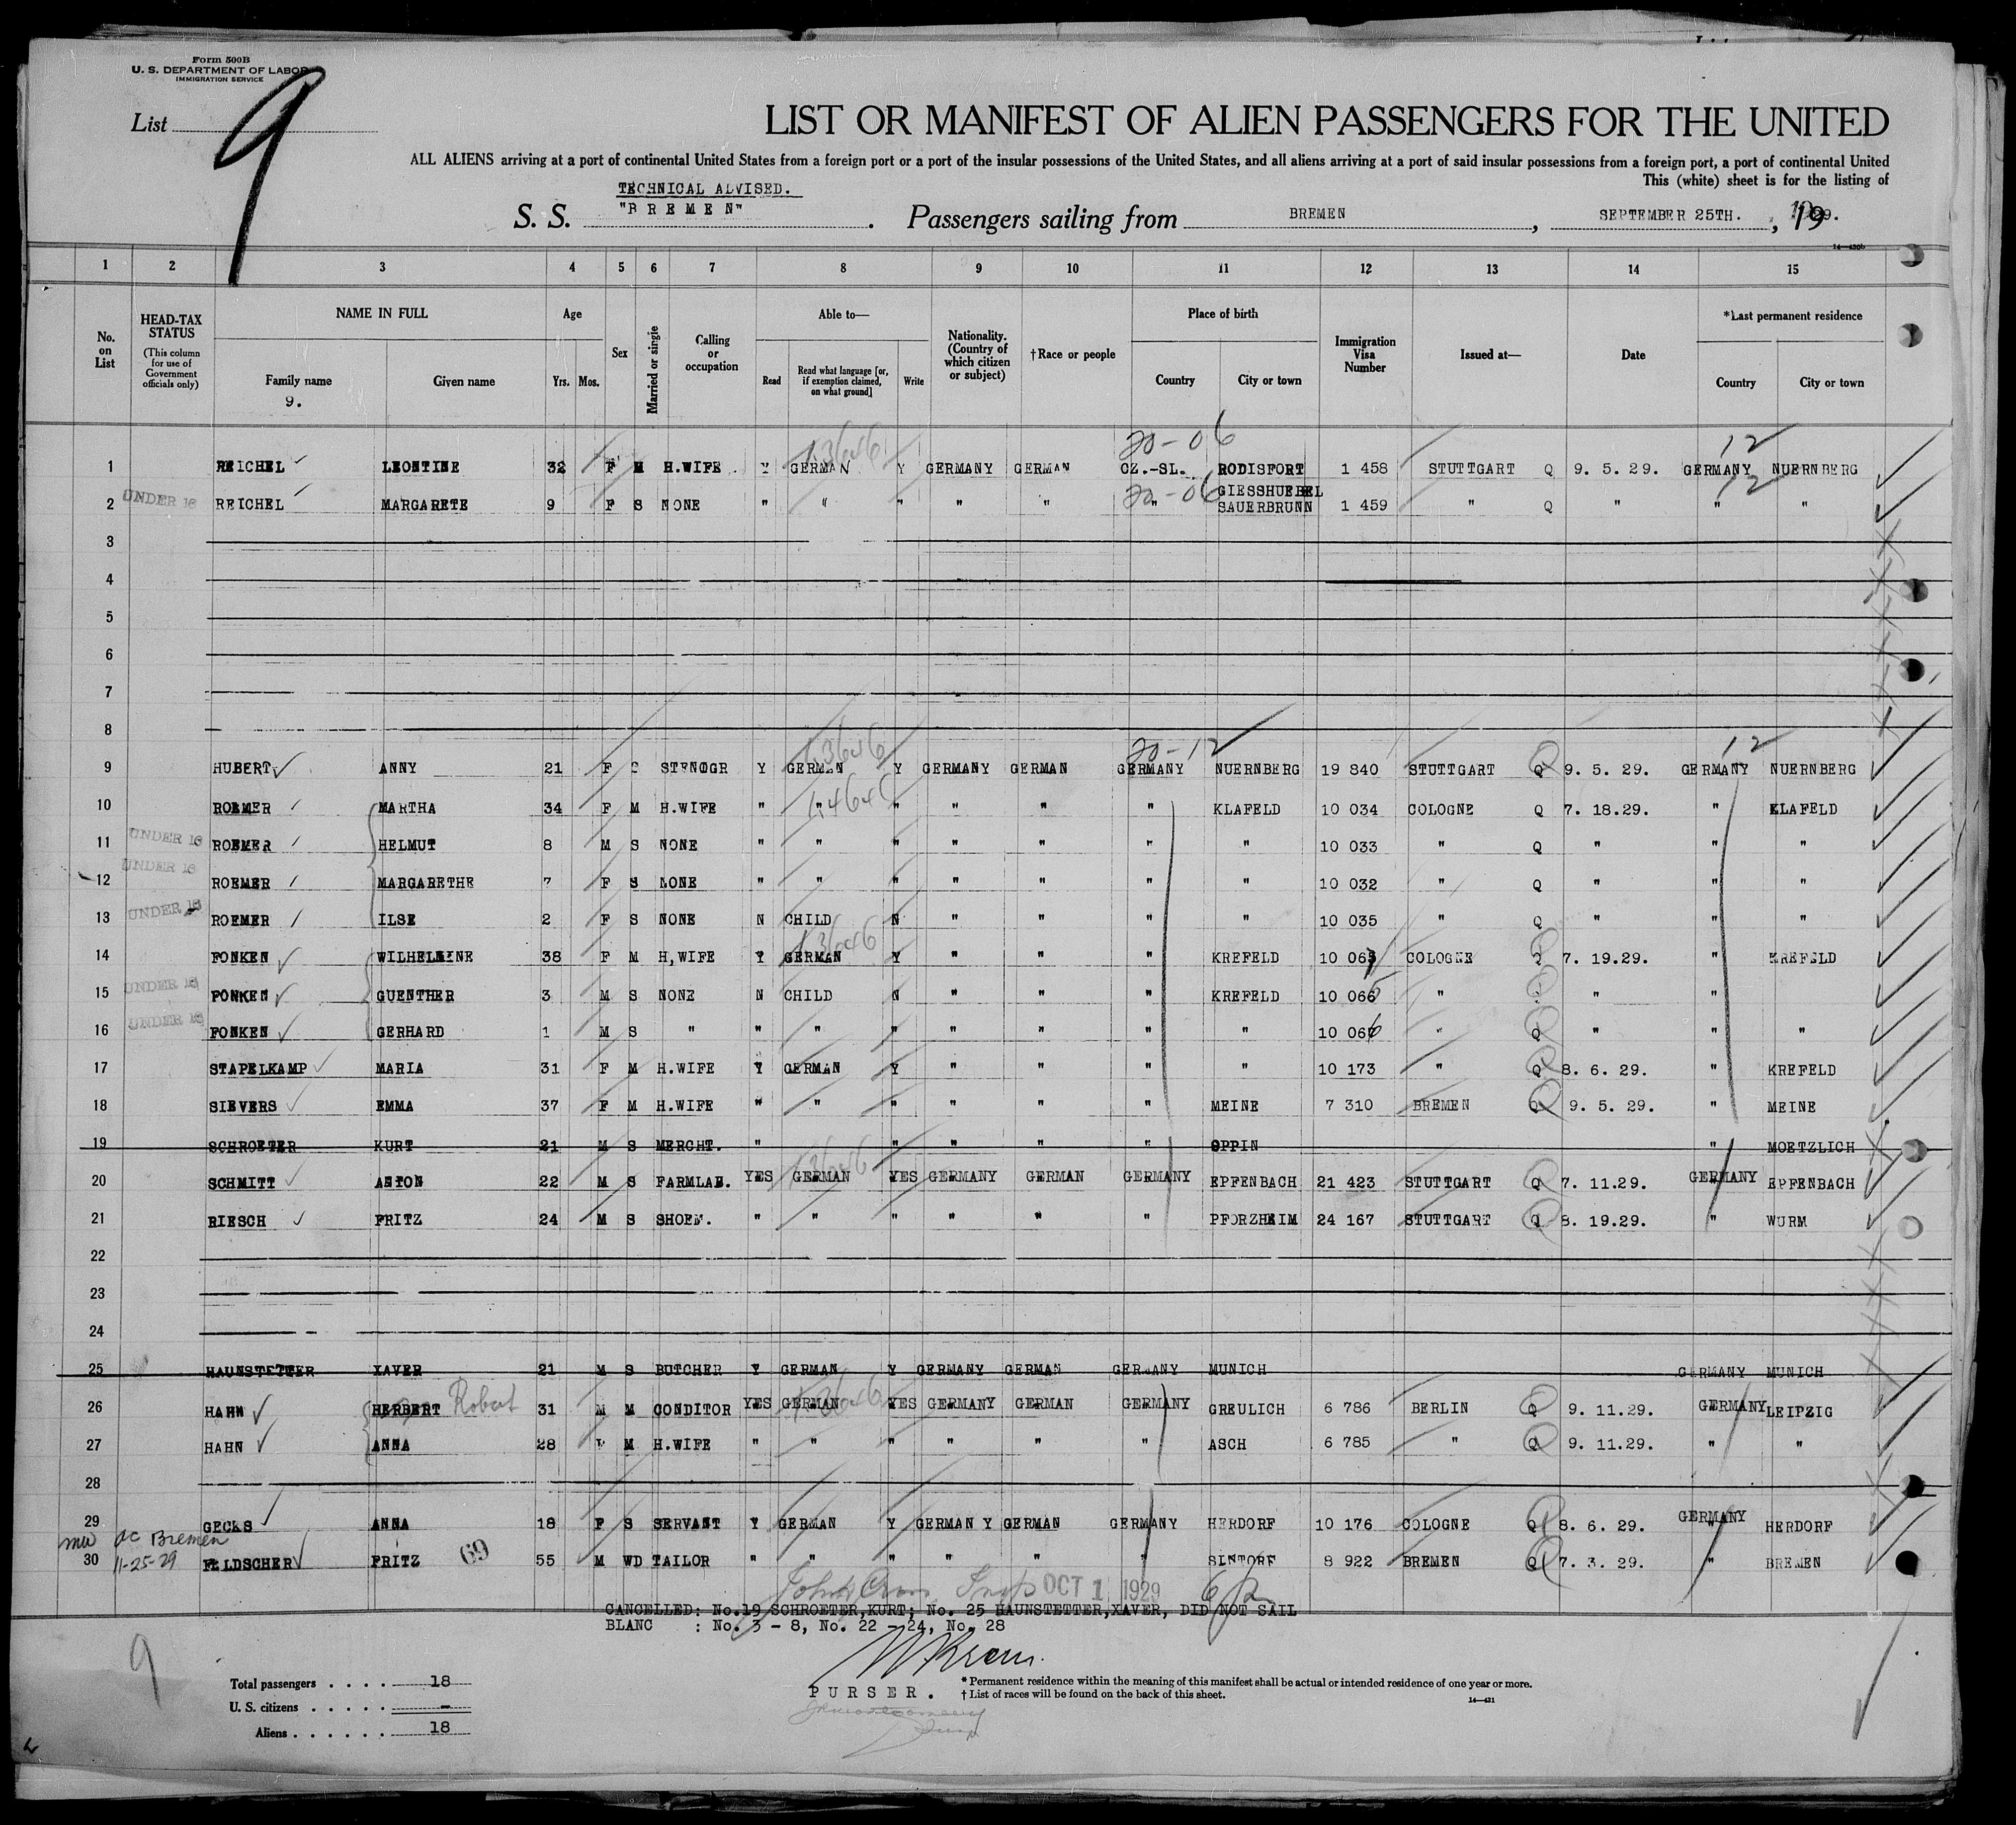 Form 500B
U. S. DEPARTMENT OF LABOR
IMMIGRATION SERVICE
List 9
LIST OR MANIFEST OF ALIEN PASSENGERS FOR THE UNITED
ALL ALIENS arriving at a port of continental United States from a foreign port or a port of the insular possessions of the United States, and all aliens arriving at a port of said insular possessions from a foreign port, a port of continental United
This (white) sheet is for the listing of
TECHNICAL ADVISED.
S. S. "BREMEN". Passengers sailing from BREMEN, SEPTEMBER 25TH., 1929.
14—430b
1 2 3 4 5 6 7 8 9 10 11 12 13 14 15
No. on List
HEAD-TAX STATUS
(This column for use of Government officials only)
NAME IN FULL
Family name
9.
Given name
Age
Yrs. Mos.
Sex
Married or single
Calling or occupation
Able to—
Read
Read what language [or, if exemption claimed, on what ground]
Write
Nationality. (Country of which citizen or subject)
†Race or people
Place of birth
Country
City or town
Immigration Visa Number
Issued at—
Date
*Last permanent residence
Country
City or town
13646 20-06 12
1 REICHEL LEONTINE 32 F M H.WIFE Y GERMAN Y GERMANY GERMAN CZ.-SL. RODISFORT 1 458 STUTTGART Q 9. 5. 29. GERMANY NUERNBERG
20-06 12
2 UNDER 16 REICHEL MARGARETE 9 F S NONE " " " " " " GIESSHUEBEL SAUERBRUNN 1 459 " Q " " "
3
4
5
6
7
8
13646 20-12 12
9 HUBERT ANNY 21 F S STENOGR Y GERMAN Y GERMANY GERMAN GERMANY NUERNBERG 19 840 STUTTGART Q 9. 5. 29. GERMANY NUERNBERG
10 ROEMER MARTHA 34 F M H.WIFE " " " " " " KLAFELD 10 034 COLOGNE Q 7. 18.29. " KLAFELD
11 UNDER 16 ROEMER HELMUT 8 M S NONE " " " " " " " 10 033 " Q " " "
12 UNDER 16 ROEMER MARGARETHE 7 F S NONE " " " " " " " 10 032 " Q " " "
13 UNDER 16 ROEMER ILSE 2 F S NONE N CHILD N " " " " 10 035 " Q " " "
13646
14 FONKEN WILHELMINE 38 F M H,WIFE Y GERMAN Y " " " KREFELD 10 06 COLOGNE Q 7. 19.29. " KREFELD
15 UNDER 16 FONKEN GUENTHER 3 M S NONE N CHILD N " " " KREFELD 10 065 " " "
16 UNDER 16 FONKEN GERHARD 1 M S " " " " " " " " 10 066 " Q " " "
17 STAPELKAMP MARIA 31 F M H.WIFE Y GERMAN Y " " " " 10 173 " Q 8. 6. 29. " KREFELD
18 SIEVERS EMMA 37 F M H.WIFE " " " " " " MEINE 7 310 BREMEN Q 9. 5. 29. " MEINE
19 SCHROETER KURT 21 M S MERCHT. " " " " " OPPIN " MOETZLICH
13646
20 SCHMITT ANTON 22 M S FARMLAB. YES GERMAN YES GERMANY GERMAN GERMANY EPFENBACH 21 423 STUTTGART Q 7. 11.29. GERMANY EPFENBACH
21 RIESCH FRITZ 24 M S SHOEM. " " " " " " PFORZHEIM 24 167 STUTTGART Q 8. 19.29. " WURM
22
23
24
25 HAUNSTETTER XAVER 21 M S BUTCHER Y GERMAN Y GERMANY GERMAN GERMANY MUNICH GERMANY MUNICH
26 HAHN HERBERT Robert 31 M M CONDITOR YES GERMAN YES GERMANY GERMAN GERMANY GREULICH 6 786 BERLIN Q 9. 11.29. GERMANY LEIPZIG
27 HAHN ANNA 28 F M H.WIFE " " " " " " ASCH 6 785 " Q 9. 11.29. " "
28
29 GECKS ANNA 18 F S SERVANT Y GERMAN Y GERMANY GERMAN GERMANY HERDORF 10 176 COLOGNE Q 8. 6. 29. GERMANY HERDORF
Bremen
30 11-25-29 FELDSCHER FRITZ 69 55 M WD TAILOR " " " " " " 8 922 BREMEN Q 7. 3. 29. " BREMEN
OCT 1 1929
CANCELLED: No.19 SCHROETER,KURT; No. 25 HAUNSTETTER,XAVER, DID NOT SAIL
BLANC : No. 3 - 8, No. 22 - 24, No. 28
9
Total passengers . . . . 18
U. S. citizens . . . . . -
Aliens . . . . . . 18
PURSER.
* Permanent residence within the meaning of this manifest shall be actual or intended residence of one year or more.
† List of races will be found on the back of this sheet.
14—431